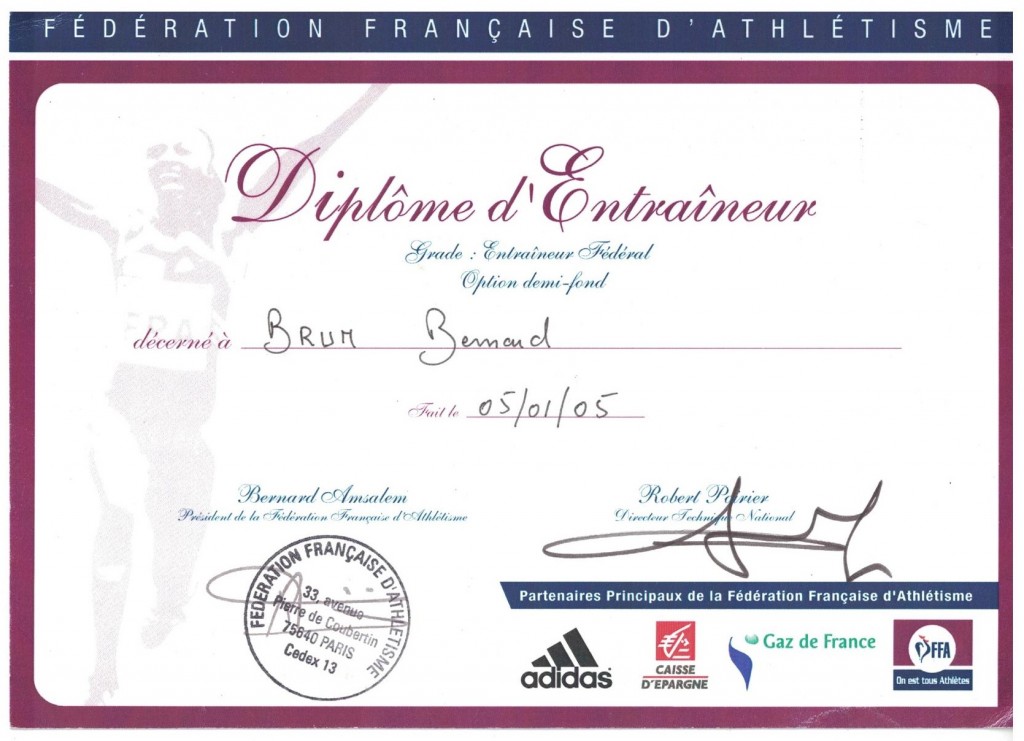 FÉDÉRATION FRANÇAISE D'ATHLÉTISME
Diplôme d'Entraîneur
Grade : Entraîneur Fédéral
Option demi-fond
décerné à BRUM Bernard
Fait le 05/01/05
Bernard Amsalem
Président de la Fédération Française d'Athlétisme
Robert Poirier
Directeur Technique National
FEDERATION FRANÇAISE D'ATHLETISME
33, avenue
Pierre de Coubertin
75640 PARIS
Cedex 13
Partenaires Principaux de la Fédération Française d'Athlétisme
adidas
CAISSE
D'EPARGNE
Gaz de France
FFA
On est tous Athlètes